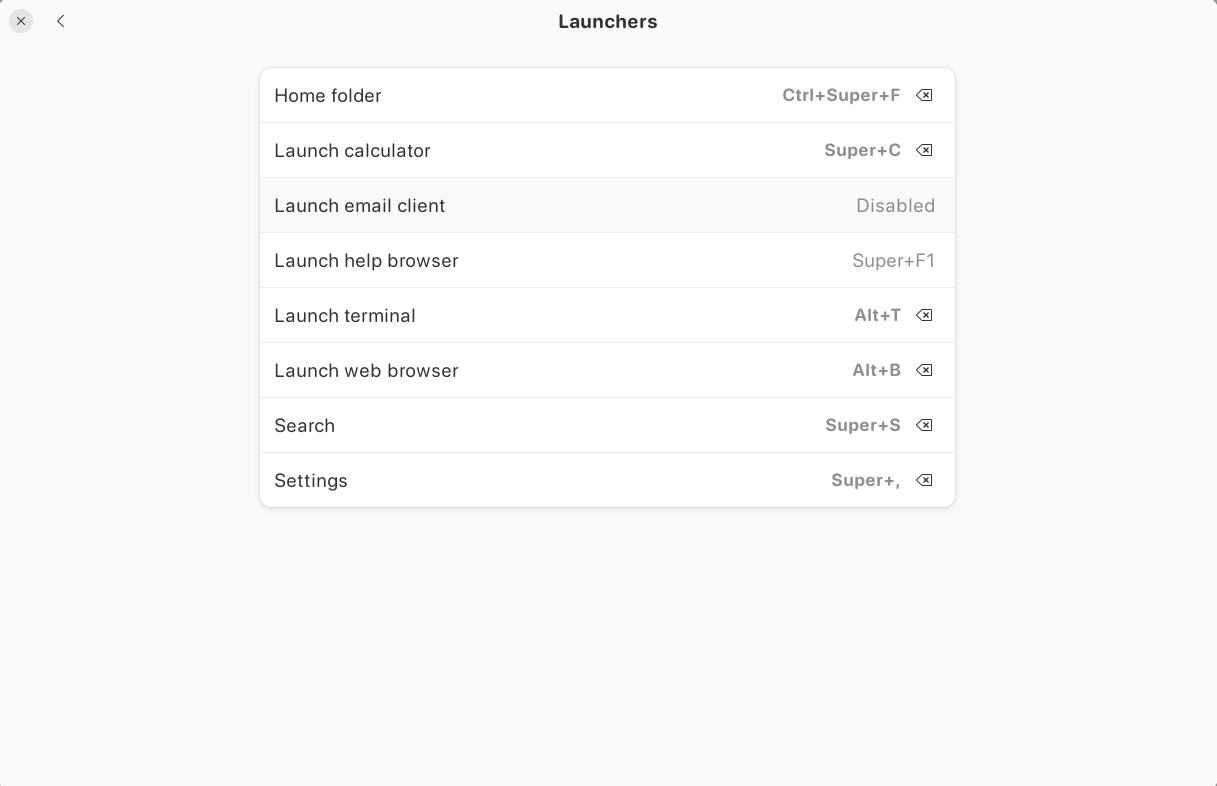 Launchers
Home folder Ctrl+Super+F
Launch calculator Super+C
Launch email client Disabled
Launch help browser Super+F1
Launch terminal Alt+T
Launch web browser Alt+B
Search Super+S
Settings Super+,